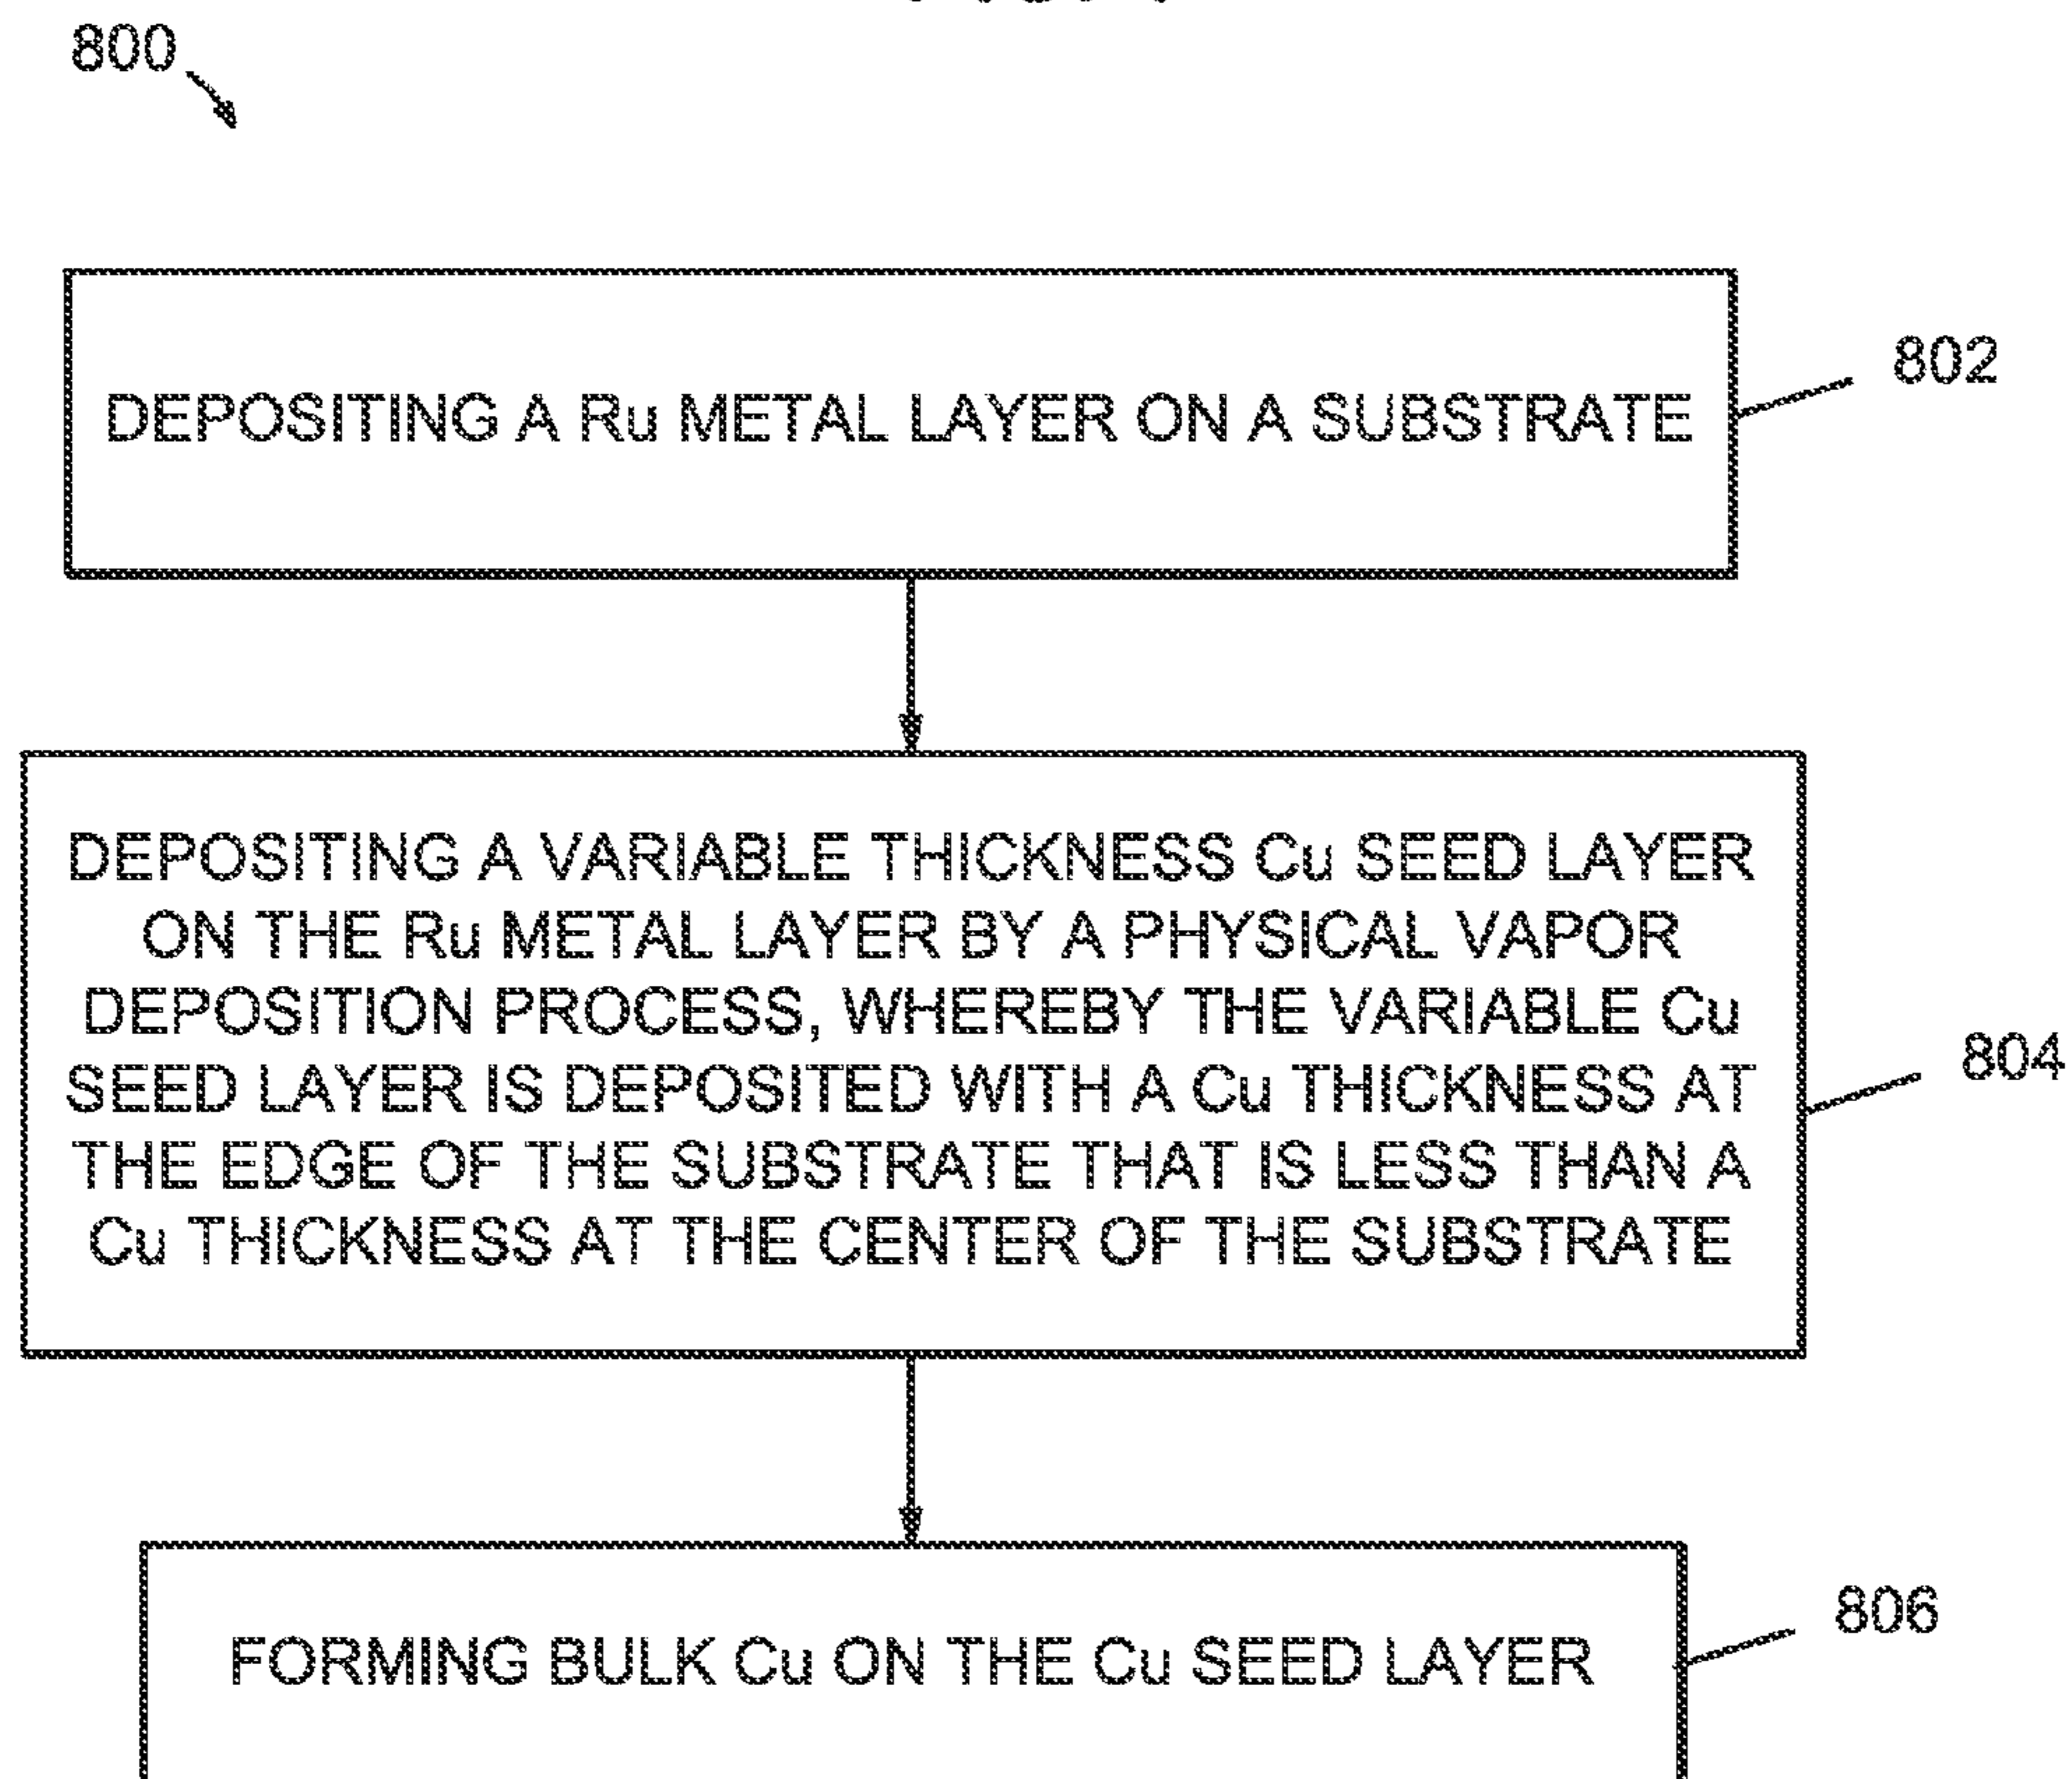 800
DEPOSITING A Ru METAL LAYER ON A SUBSTRATE
802
DEPOSITING A VARIABLE THICKNESS Cu SEED LAYER
ON THE Ru METAL LAYER BY A PHYSICAL VAPOR
DEPOSITION PROCESS, WHEREBY THE VARIABLE Cu
SEED LAYER IS DEPOSITED WITH A Cu THICKNESS AT
THE EDGE OF THE SUBSTRATE THAT IS LESS THAN A
Cu THICKNESS AT THE CENTER OF THE SUBSTRATE
804
FORMING BULK Cu ON THE Cu SEED LAYER
806